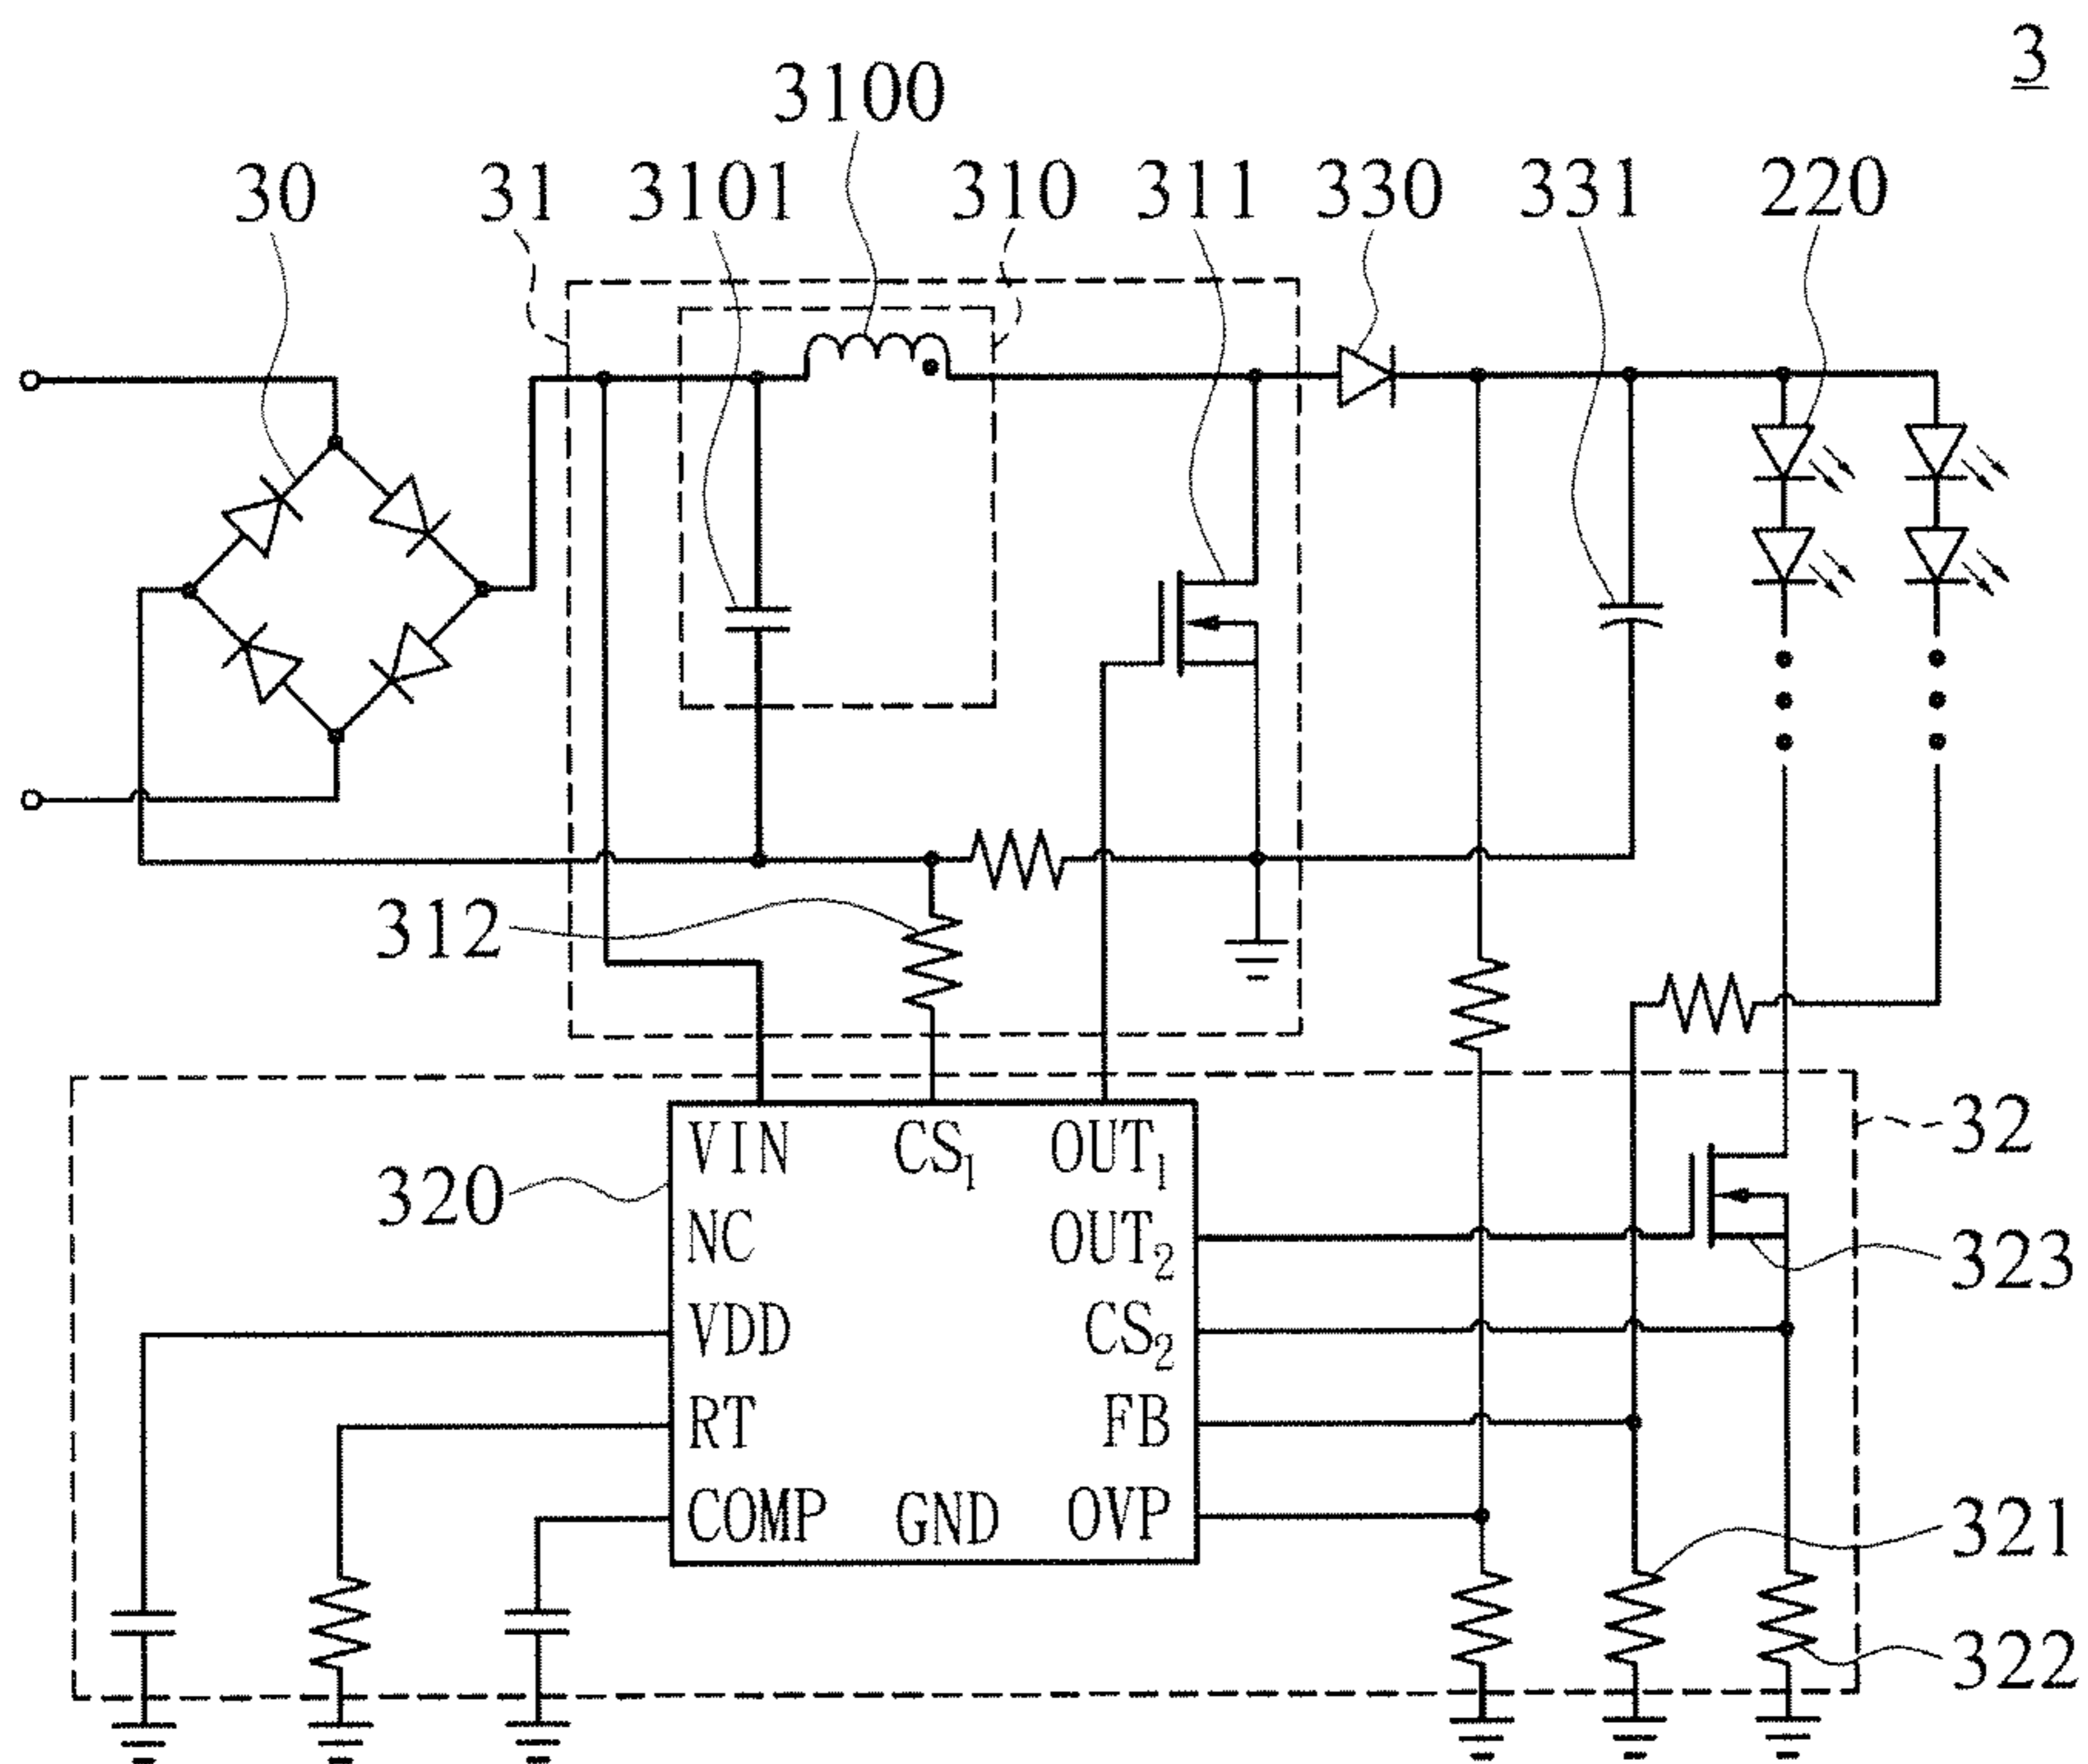 3
3100
30 31 3101 310 311 330 331 220
312
VIN CS1 OUT1
320
32
NC OUT2
323
VDD CS2
RT FB
COMP GND OVP
321
322